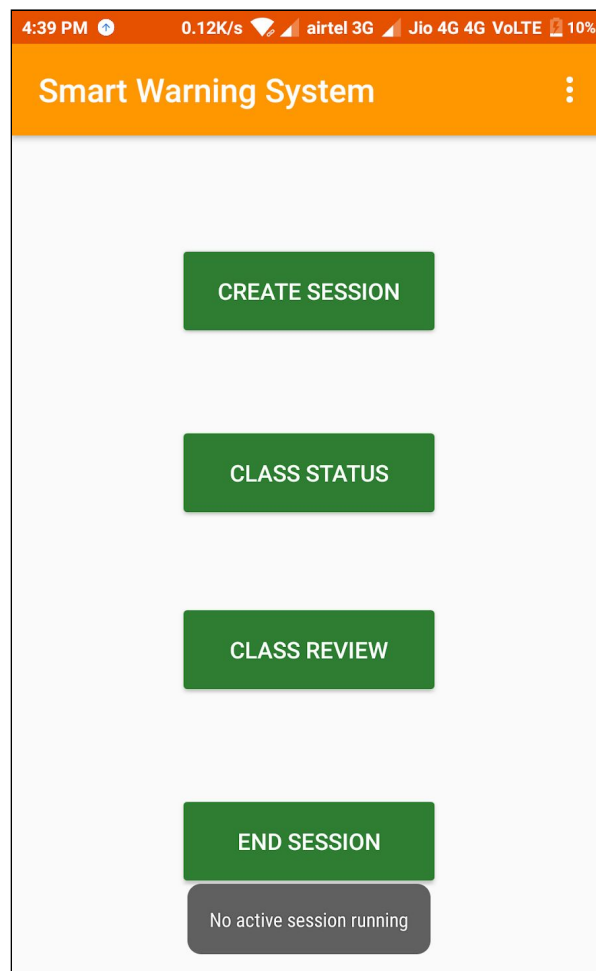 4:39 PM 0.12K/s airtel 3G Jio 4G 4G VoLTE 10%
Smart Warning System
CREATE SESSION
CLASS STATUS
CLASS REVIEW
END SESSION
No active session running